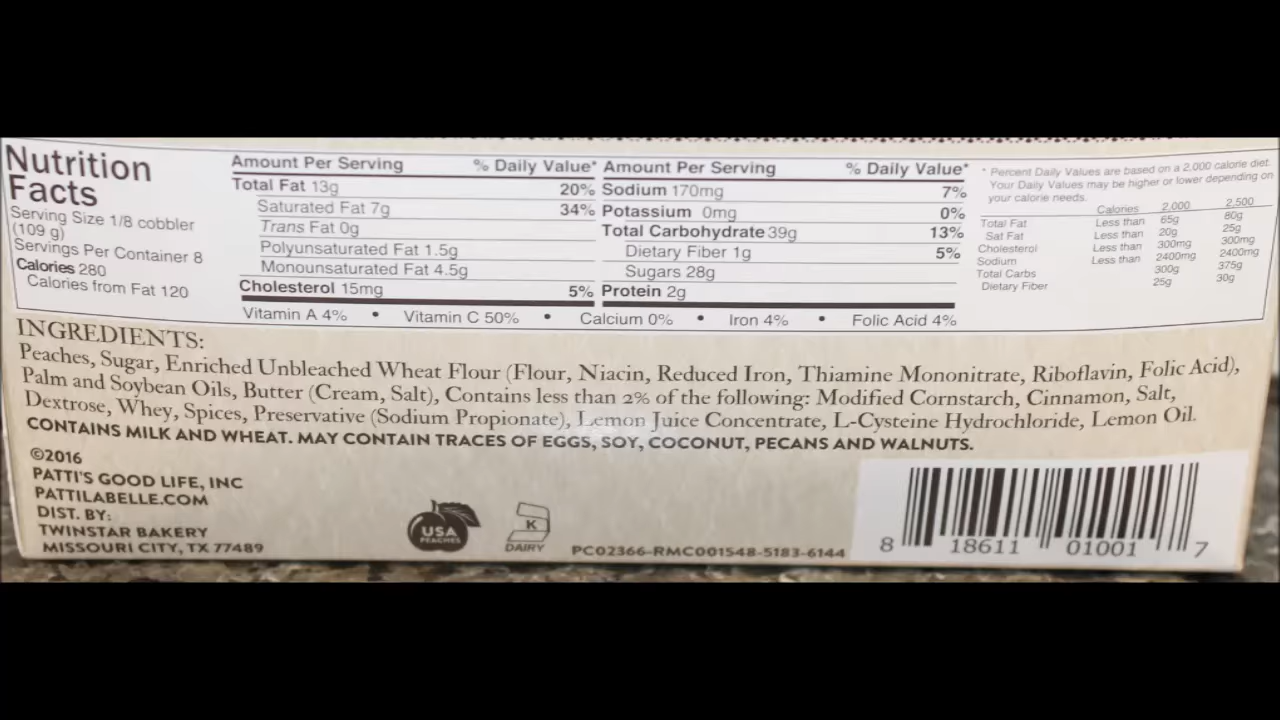 Nutrition
Facts
Serving Size 1/8 cobbler
(109 g)
Servings Per Container 8
Calories 280
Calories from Fat 120
Amount Per Serving % Daily Value*
Total Fat 13g 20%
Saturated Fat 7g 34%
Trans Fat 0g
Polyunsaturated Fat 1.5g
Monounsaturated Fat 4.5g
Cholesterol 15mg 5%
Amount Per Serving % Daily Value*
Sodium 170mg 7%
Potassium 0mg 0%
Total Carbohydrate 39g 13%
Dietary Fiber 1g 5%
Sugars 28g
Protein 2g
Vitamin A 4% • Vitamin C 50% • Calcium 0% • Iron 4% • Folic Acid 4%
* Percent Daily Values are based on a 2,000 calorie diet.
Your Daily Values may be higher or lower depending on
your calorie needs.
Calories 2,000 2,500
Total Fat Less than 65g 80g
Sat Fat Less than 20g 25g
Cholesterol Less than 300mg 300mg
Sodium Less than 2400mg 2400mg
Total Carbs 300g 375g
Dietary Fiber 25g 30g
INGREDIENTS:
Peaches, Sugar, Enriched Unbleached Wheat Flour (Flour, Niacin, Reduced Iron, Thiamine Mononitrate, Riboflavin, Folic Acid),
Palm and Soybean Oils, Butter (Cream, Salt), Contains less than 2% of the following: Modified Cornstarch, Cinnamon, Salt,
Dextrose, Whey, Spices, Preservative (Sodium Propionate), Lemon Juice Concentrate, L-Cysteine Hydrochloride, Lemon Oil.
CONTAINS MILK AND WHEAT. MAY CONTAIN TRACES OF EGGS, SOY, COCONUT, PECANS AND WALNUTS.
©2016
PATTI'S GOOD LIFE, INC
PATTILABELLE.COM
DIST. BY:
TWINSTAR BAKERY
MISSOURI CITY, TX 77489
USA
PEACHES
K
DAIRY
PC02366-RMC001548-5183-6144
8 18611 01001 7